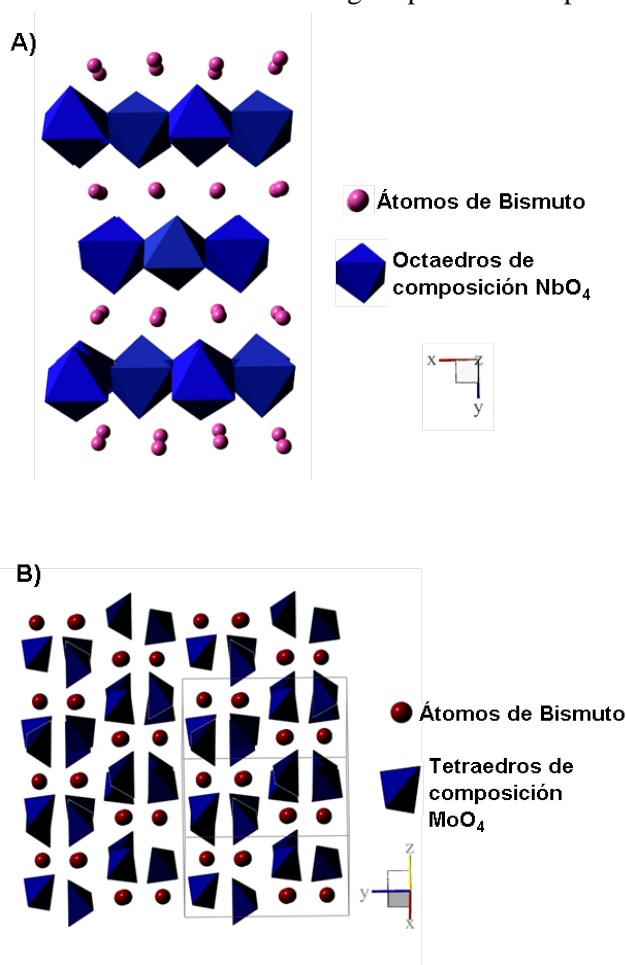 A)
Átomos de Bismuto
Octaedros de
composición NbO₄
x z
y
B)
Átomos de Bismuto
Tetraedros de
composición
MoO₄
z
y
x